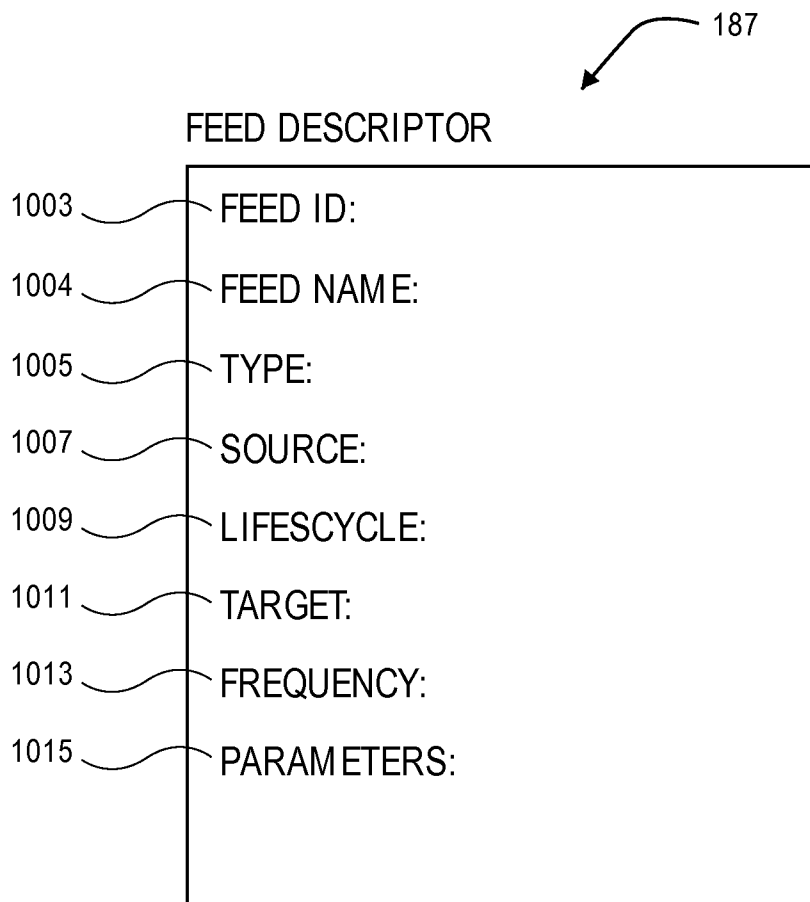 187
FEED DESCRIPTOR
1003 FEED ID:
1004 FEED NAME:
1005 TYPE:
1007 SOURCE:
1009 LIFESCYCLE:
1011 TARGET:
1013 FREQUENCY:
1015 PARAMETERS: